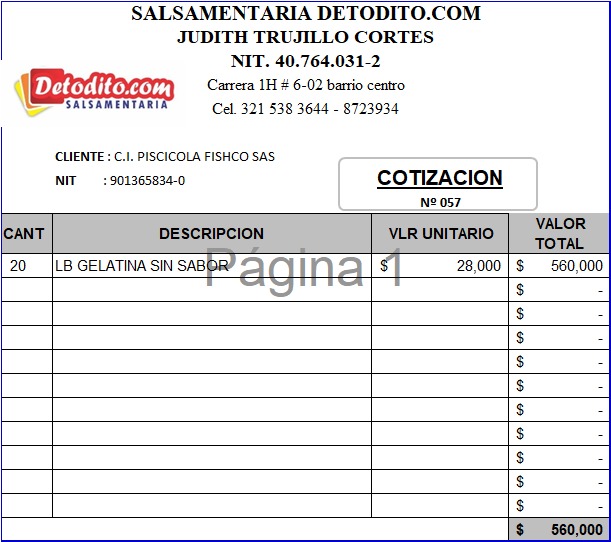 SALSAMENTARIA DETODITO.COM
JUDITH TRUJILLO CORTES
NIT. 40.764.031-2
Carrera 1H # 6-02 barrio centro
Cel. 321 538 3644 - 8723934
Detodito.com
SALSAMENTARIA
CLIENTE : C.I. PISCICOLA FISHCO SAS
NIT : 901365834-0
COTIZACION
Nº 057
CANT DESCRIPCION VLR UNITARIO VALOR TOTAL
20 LB GELATINA SIN SABOR $ 28,000 $ 560,000
Página 1
$ -
$ -
$ -
$ -
$ -
$ -
$ -
$ -
$ -
$ -
$ 560,000